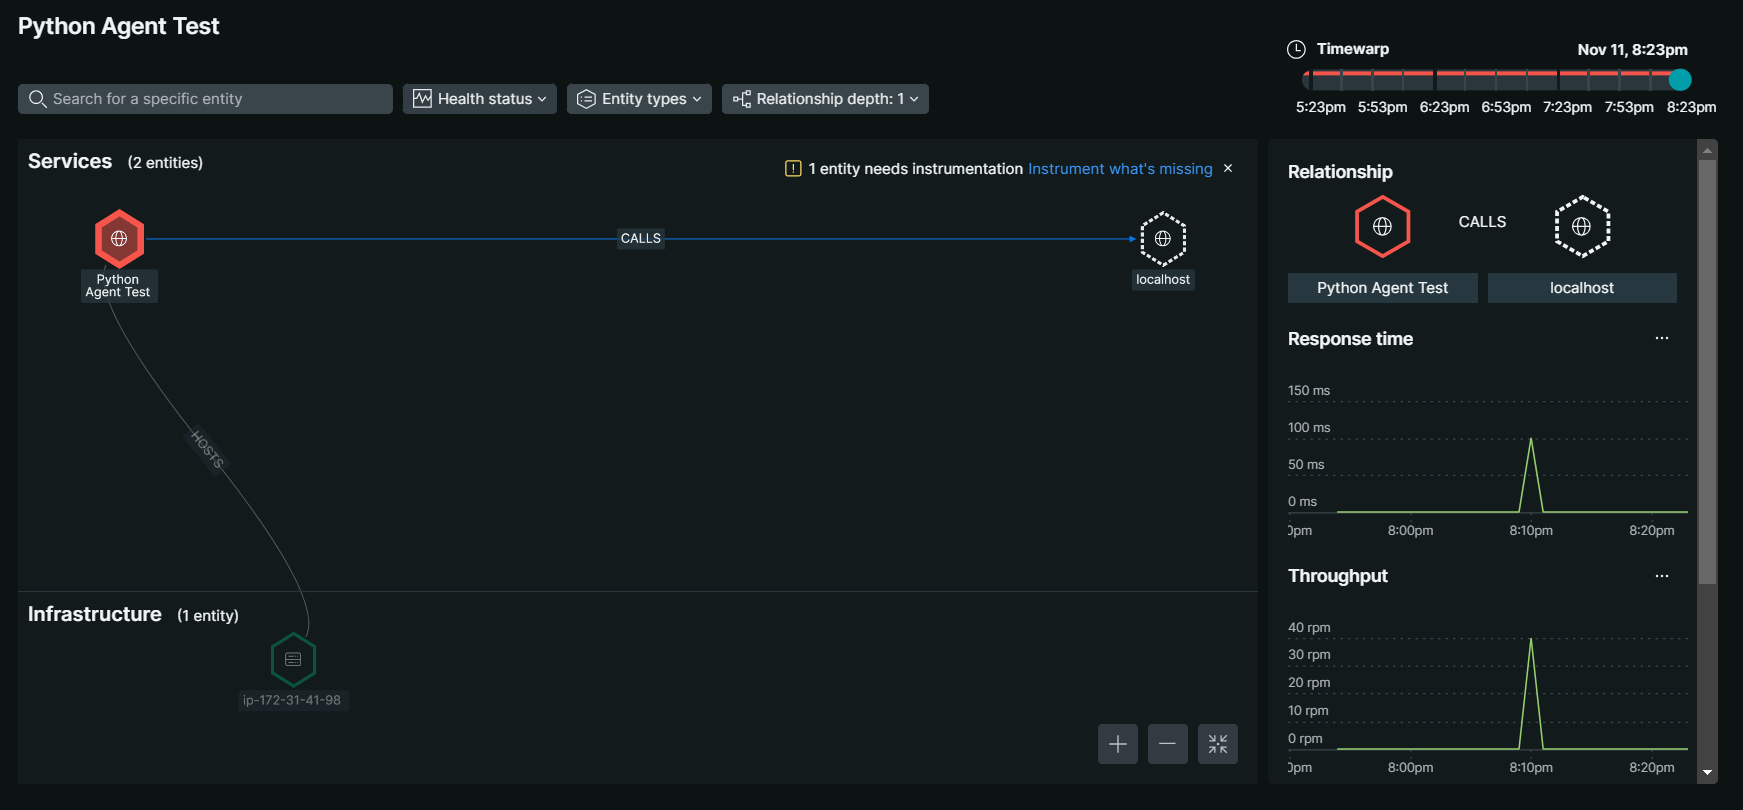 Python Agent Test
Timewarp
Nov 11, 8:23pm
Search for a specific entity
Health status
Entity types
Relationship depth: 1
5:23pm 5:53pm 6:23pm 6:53pm 7:23pm 7:53pm 8:23pm
Services (2 entities)
1 entity needs instrumentation Instrument what's missing
CALLS
Python
Agent Test
localhost
HOSTS
Infrastructure (1 entity)
ip-172-31-41-98
Relationship
CALLS
Python Agent Test
localhost
Response time
150 ms
100 ms
50 ms
0 ms
0pm 8:00pm 8:10pm 8:20pm
Throughput
40 rpm
30 rpm
20 rpm
10 rpm
0 rpm
0pm 8:00pm 8:10pm 8:20pm